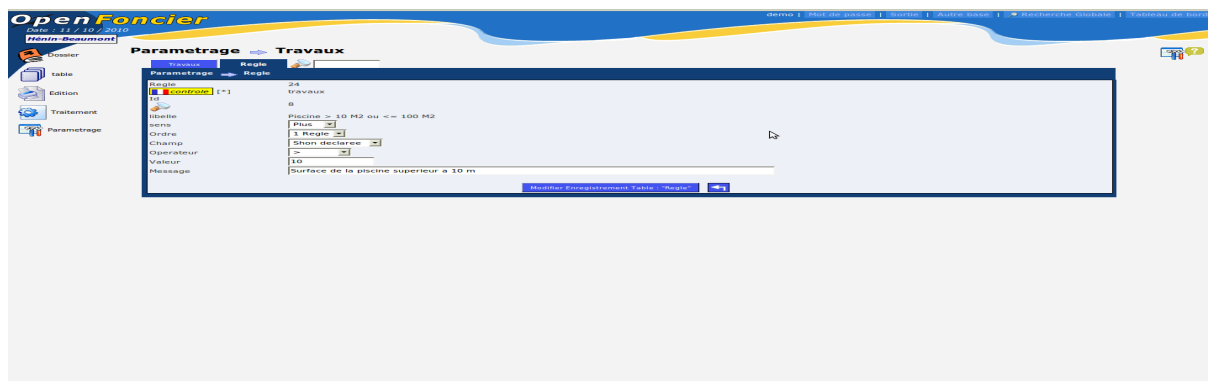 OpenFoncier
demo | Mot de passe | Sortie | Autre base | Recherche Globale | Tableau de bord
Date : 11 / 10 / 2010
Hénin-Beaumont
Parametrage Travaux
Dossier
Travaux Regle
Parametrage Regle
table
Regle 24
controle [*] travaux
Id
8
Edition
libelle Piscine > 10 M2 ou <= 100 M2
sens Plus
Traitement
Ordre 1 Regle
Parametrage
Champ Shon declaree
Operateur >
Valeur 10
Message Surface de la piscine superieur a 10 m
Modifier Enregistrement Table : "Regle"